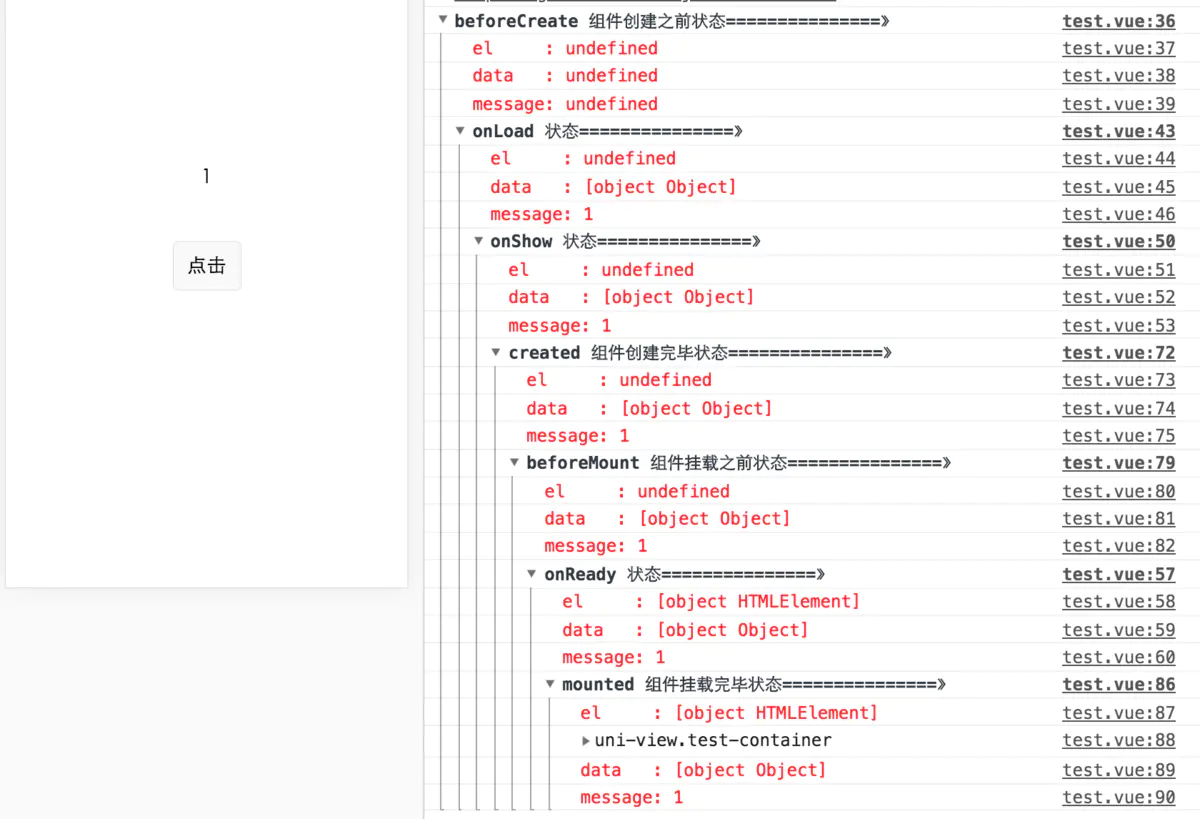 1
点击
▼ beforeCreate 组件创建之前状态===============》 test.vue:36
el : undefined test.vue:37
data : undefined test.vue:38
message: undefined test.vue:39
▼ onLoad 状态===============》 test.vue:43
el : undefined test.vue:44
data : [object Object] test.vue:45
message: 1 test.vue:46
▼ onShow 状态===============》 test.vue:50
el : undefined test.vue:51
data : [object Object] test.vue:52
message: 1 test.vue:53
▼ created 组件创建完毕状态===============》 test.vue:72
el : undefined test.vue:73
data : [object Object] test.vue:74
message: 1 test.vue:75
▼ beforeMount 组件挂载之前状态===============》 test.vue:79
el : undefined test.vue:80
data : [object Object] test.vue:81
message: 1 test.vue:82
▼ onReady 状态===============》 test.vue:57
el : [object HTMLElement] test.vue:58
data : [object Object] test.vue:59
message: 1 test.vue:60
▼ mounted 组件挂载完毕状态===============》 test.vue:86
el : [object HTMLElement] test.vue:87
▶ uni-view.test-container test.vue:88
data : [object Object] test.vue:89
message: 1 test.vue:90